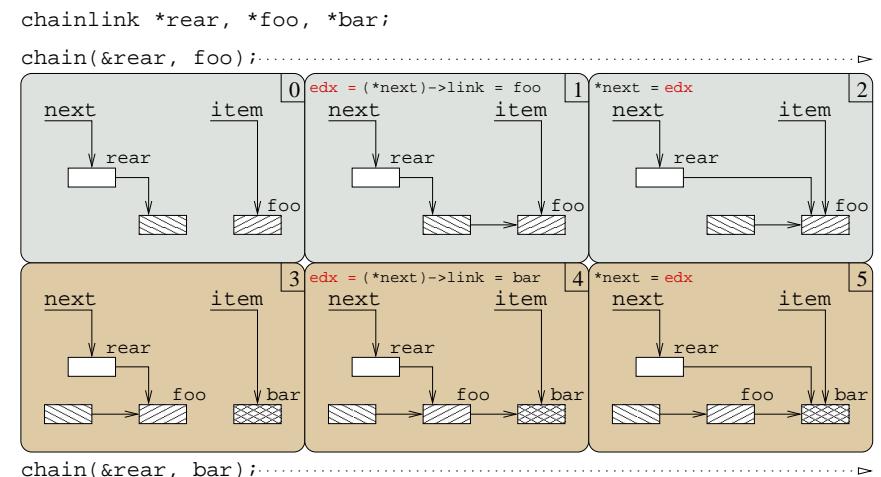 chainlink *rear, *foo, *bar;
chain(&rear, foo);
0 edx = (*next)->link = foo 1 *next = edx 2
next item next item next item
rear rear rear
foo foo foo
3 edx = (*next)->link = bar 4 *next = edx 5
next item next item next item
rear rear rear
foo bar foo bar foo bar
chain(&rear, bar);